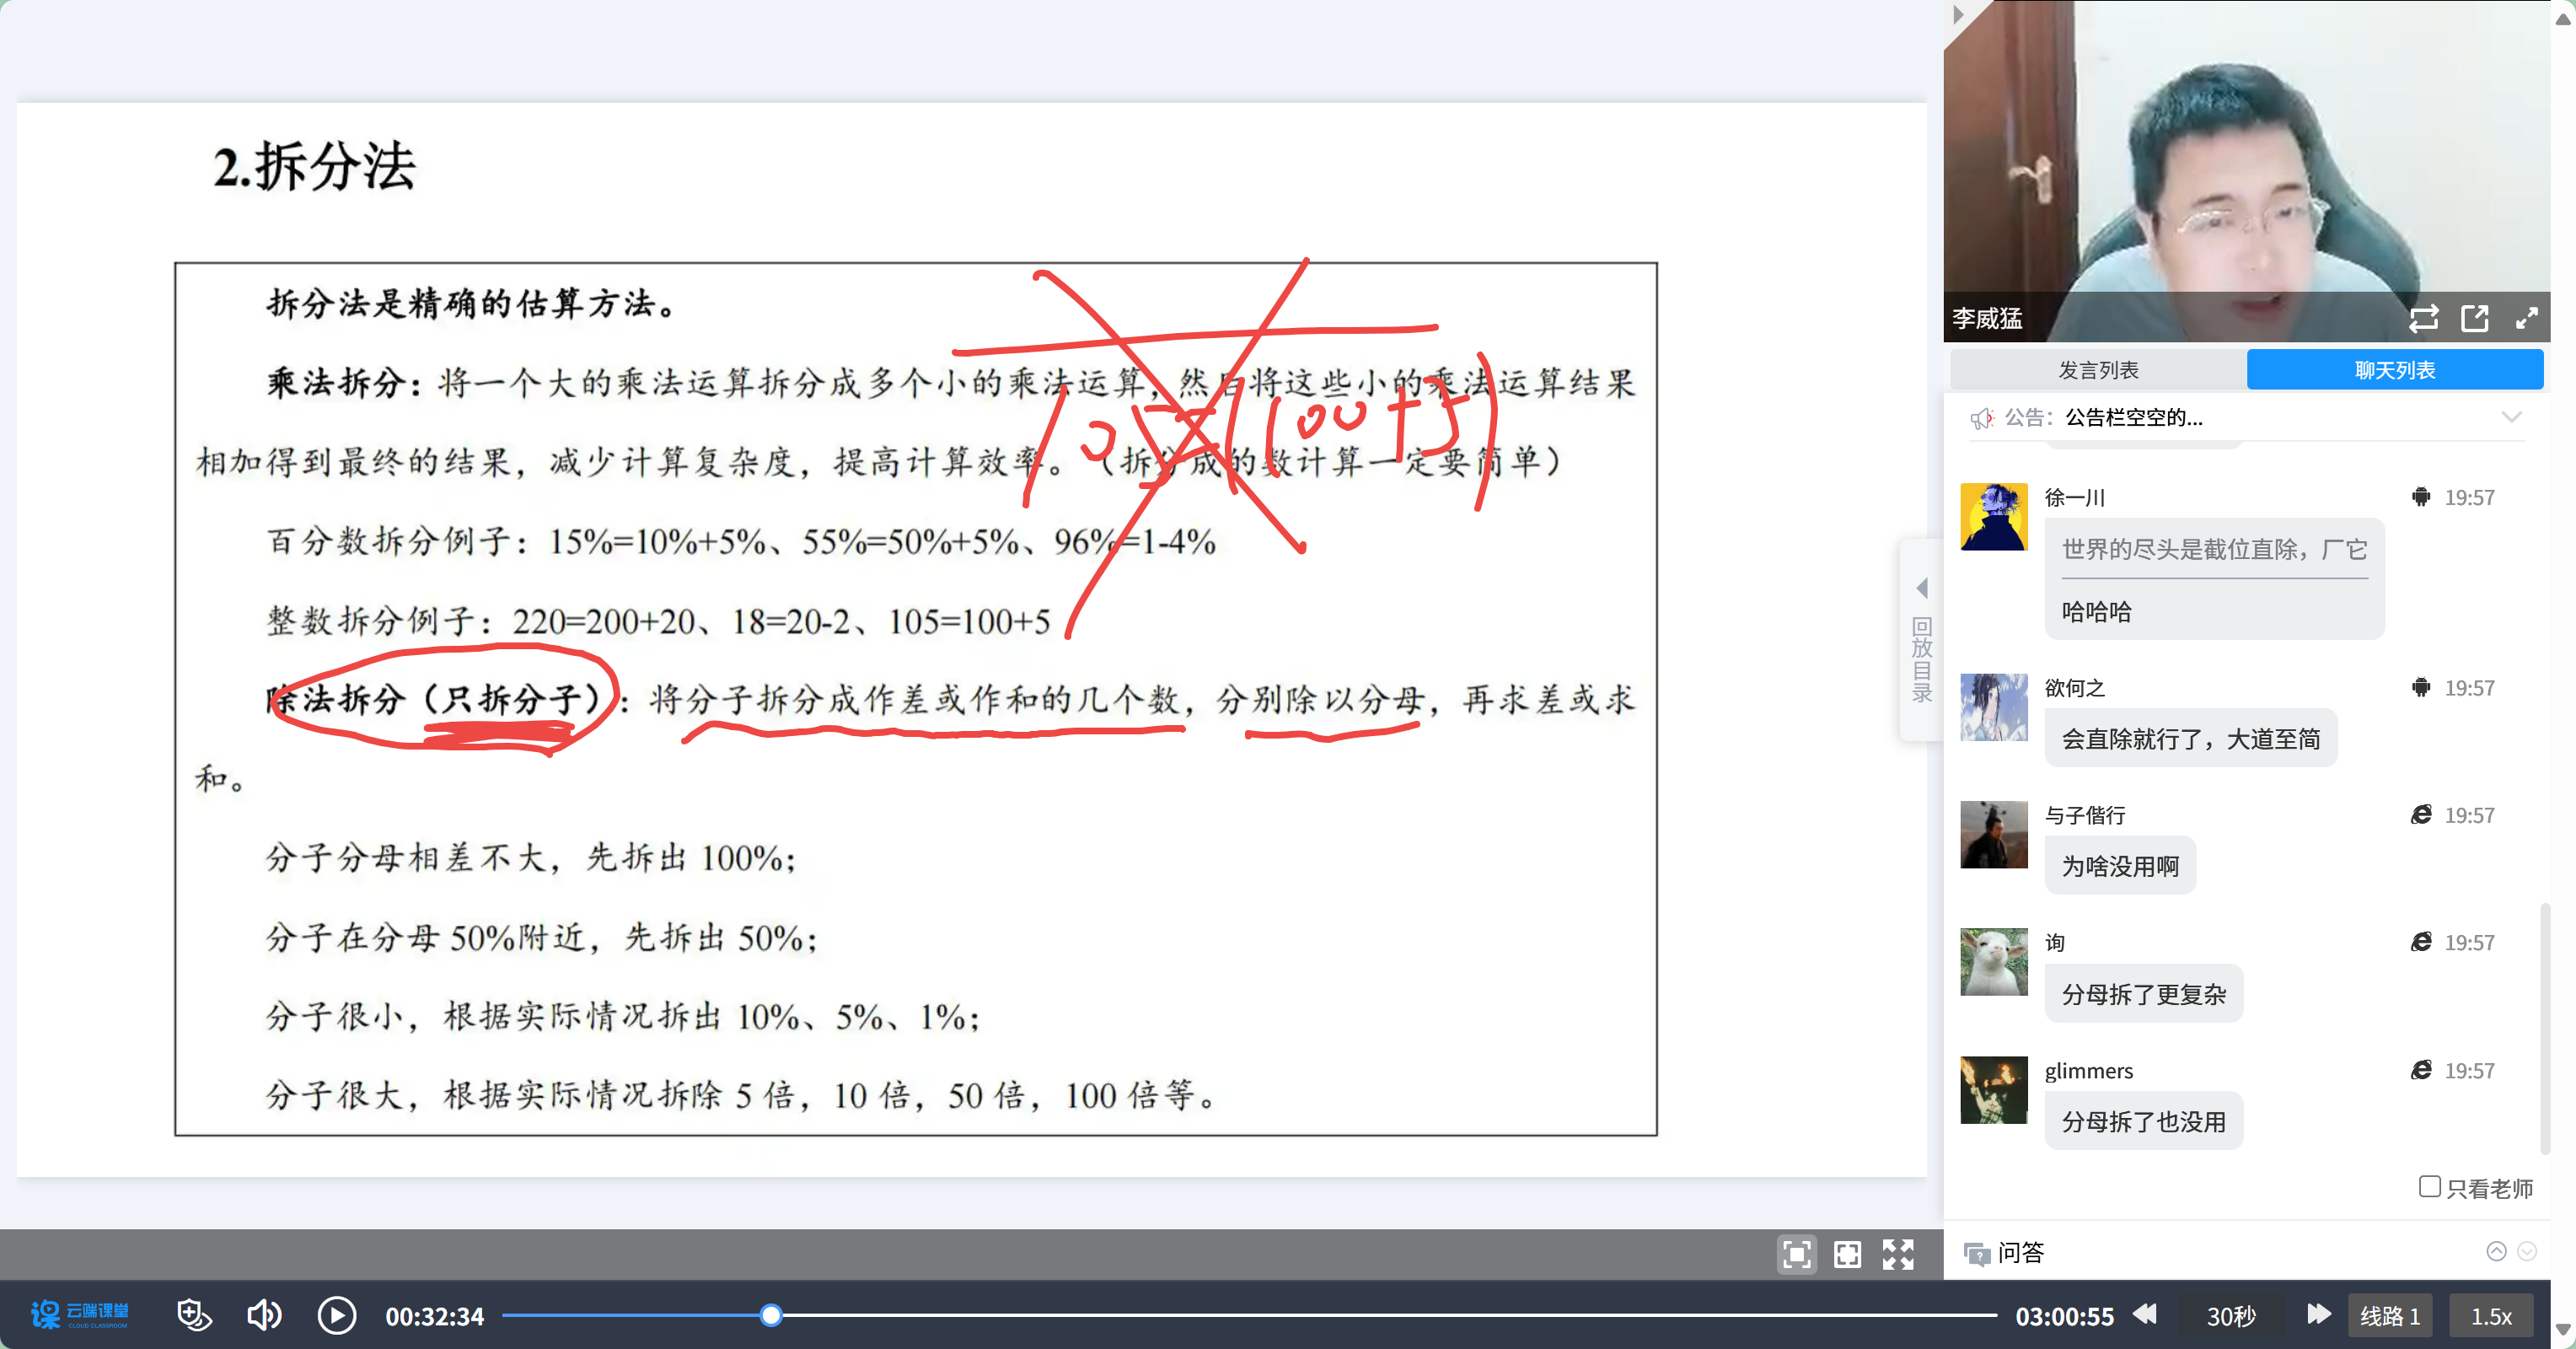 2.拆分法
拆分法是精确的估算方法。
乘法拆分：将一个大的乘法运算拆分成多个小的乘法运算，然后将这些小的乘法运算结果
相加得到最终的结果，减少计算复杂度，提高计算效率。（拆分成的数计算一定要简单）
105 (100+5)
百分数拆分例子：15%=10%+5%、55%=50%+5%、96%=1-4%
整数拆分例子：220=200+20、18=20-2、105=100+5
除法拆分（只拆分子）：将分子拆分成作差或作和的几个数，分别除以分母，再求差或求
和。
分子分母相差不大，先拆出 100%；
分子在分母 50%附近，先拆出 50%；
分子很小，根据实际情况拆出 10%、5%、1%；
分子很大，根据实际情况拆除 5 倍，10 倍，50 倍，100 倍等。
回放目录
李威猛
发言列表
聊天列表
公告：公告栏空空的...
徐一川 19:57
世界的尽头是截位直除，厂它
哈哈哈
欲何之 19:57
会直除就行了，大道至简
与子偕行 19:57
为啥没用啊
询 19:57
分母拆了更复杂
glimmers 19:57
分母拆了也没用
只看老师
问答
课 云端课堂
CLOUD CLASSROOM
00:32:34
03:00:55
30秒
线路 1
1.5x